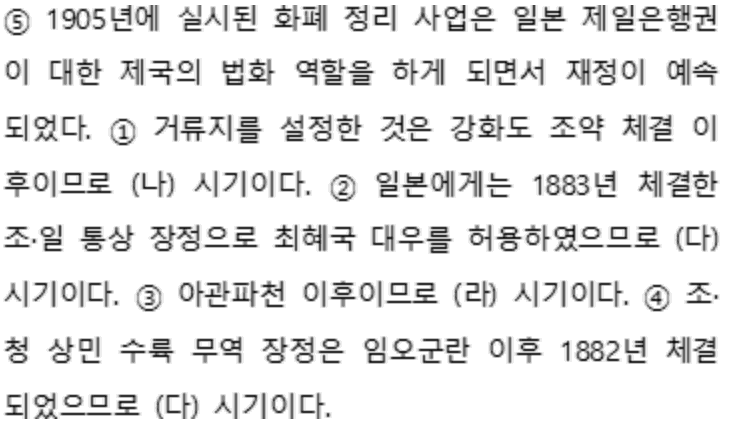 ⑤ 1905년에 실시된 화폐 정리 사업은 일본 제일은행권
이 대한 제국의 법화 역할을 하게 되면서 재정이 예속
되었다. ① 거류지를 설정한 것은 강화도 조약 체결 이
후이므로 (나) 시기이다. ② 일본에게는 1883년 체결한
조·일 통상 장정으로 최혜국 대우를 허용하였으므로 (다)
시기이다. ③ 아관파천 이후이므로 (라) 시기이다. ④ 조·
청 상민 수륙 무역 장정은 임오군란 이후 1882년 체결
되었으므로 (다) 시기이다.